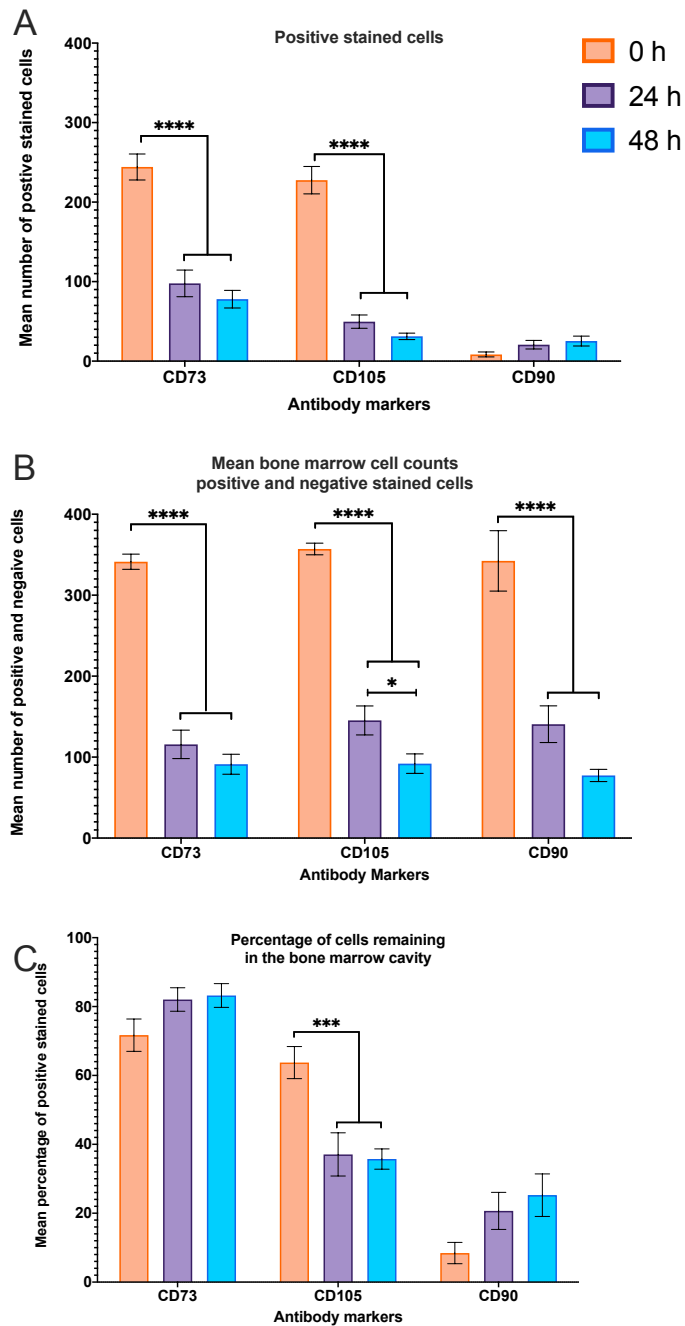 A
Positive stained cells
0 h
24 h
48 h
Mean number of postive stained cells
400
300
200
100
0
****
****
CD73
CD105
CD90
Antibody markers
B
Mean bone marrow cell counts
positive and negative stained cells
Mean number of positive and negaive cells
400
300
200
100
0
****
****
*
****
CD73
CD105
CD90
Antibody Markers
C
Percentage of cells remaining
in the bone marrow cavity
Mean percentage of positive stained cells
100
80
60
40
20
0
***
CD73
CD105
CD90
Antibody markers